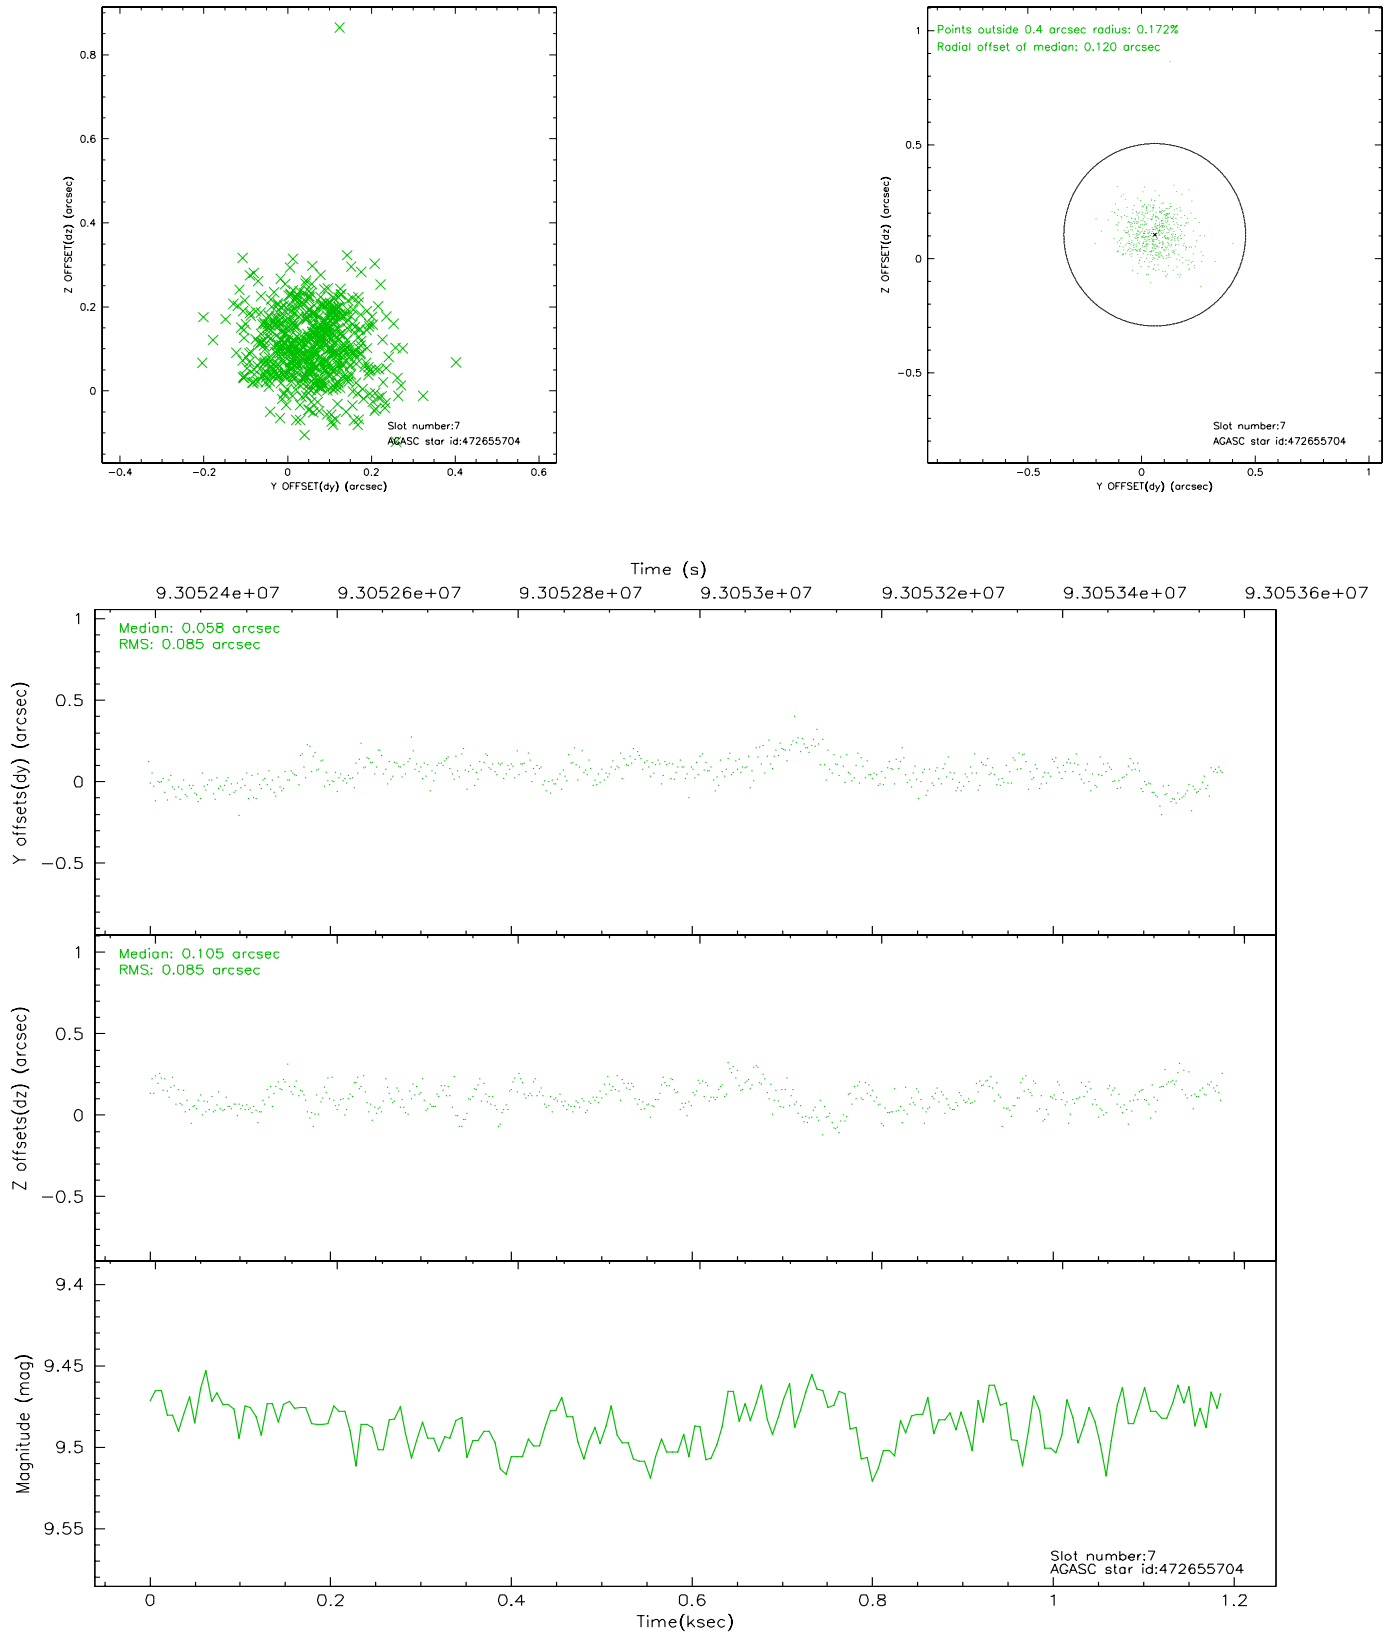 0.8
0.6
0.4
0.2
0
Z OFFSET(dz) (arcsec)
Slot number:7
AGASC star id:472655704
−0.4 −0.2 0 0.2 0.4 0.6
Y OFFSET(dy) (arcsec)
Points outside 0.4 arcsec radius: 0.172%
Radial offset of median: 0.120 arcsec
1
0.5
0
−0.5
Z OFFSET(dz) (arcsec)
Slot number:7
AGASC star id:472655704
−0.5 0 0.5 1
Y OFFSET(dy) (arcsec)
Time (s)
9.30524e+07 9.30526e+07 9.30528e+07 9.3053e+07 9.30532e+07 9.30534e+07 9.30536e+07
Median: 0.058 arcsec
RMS: 0.085 arcsec
1
0.5
0
−0.5
Y offsets(dy) (arcsec)
Median: 0.105 arcsec
RMS: 0.085 arcsec
1
0.5
0
−0.5
Z offsets(dz) (arcsec)
9.4
9.45
9.5
9.55
Magnitude (mag)
Slot number:7
AGASC star id:472655704
0 0.2 0.4 0.6 0.8 1 1.2
Time(ksec)